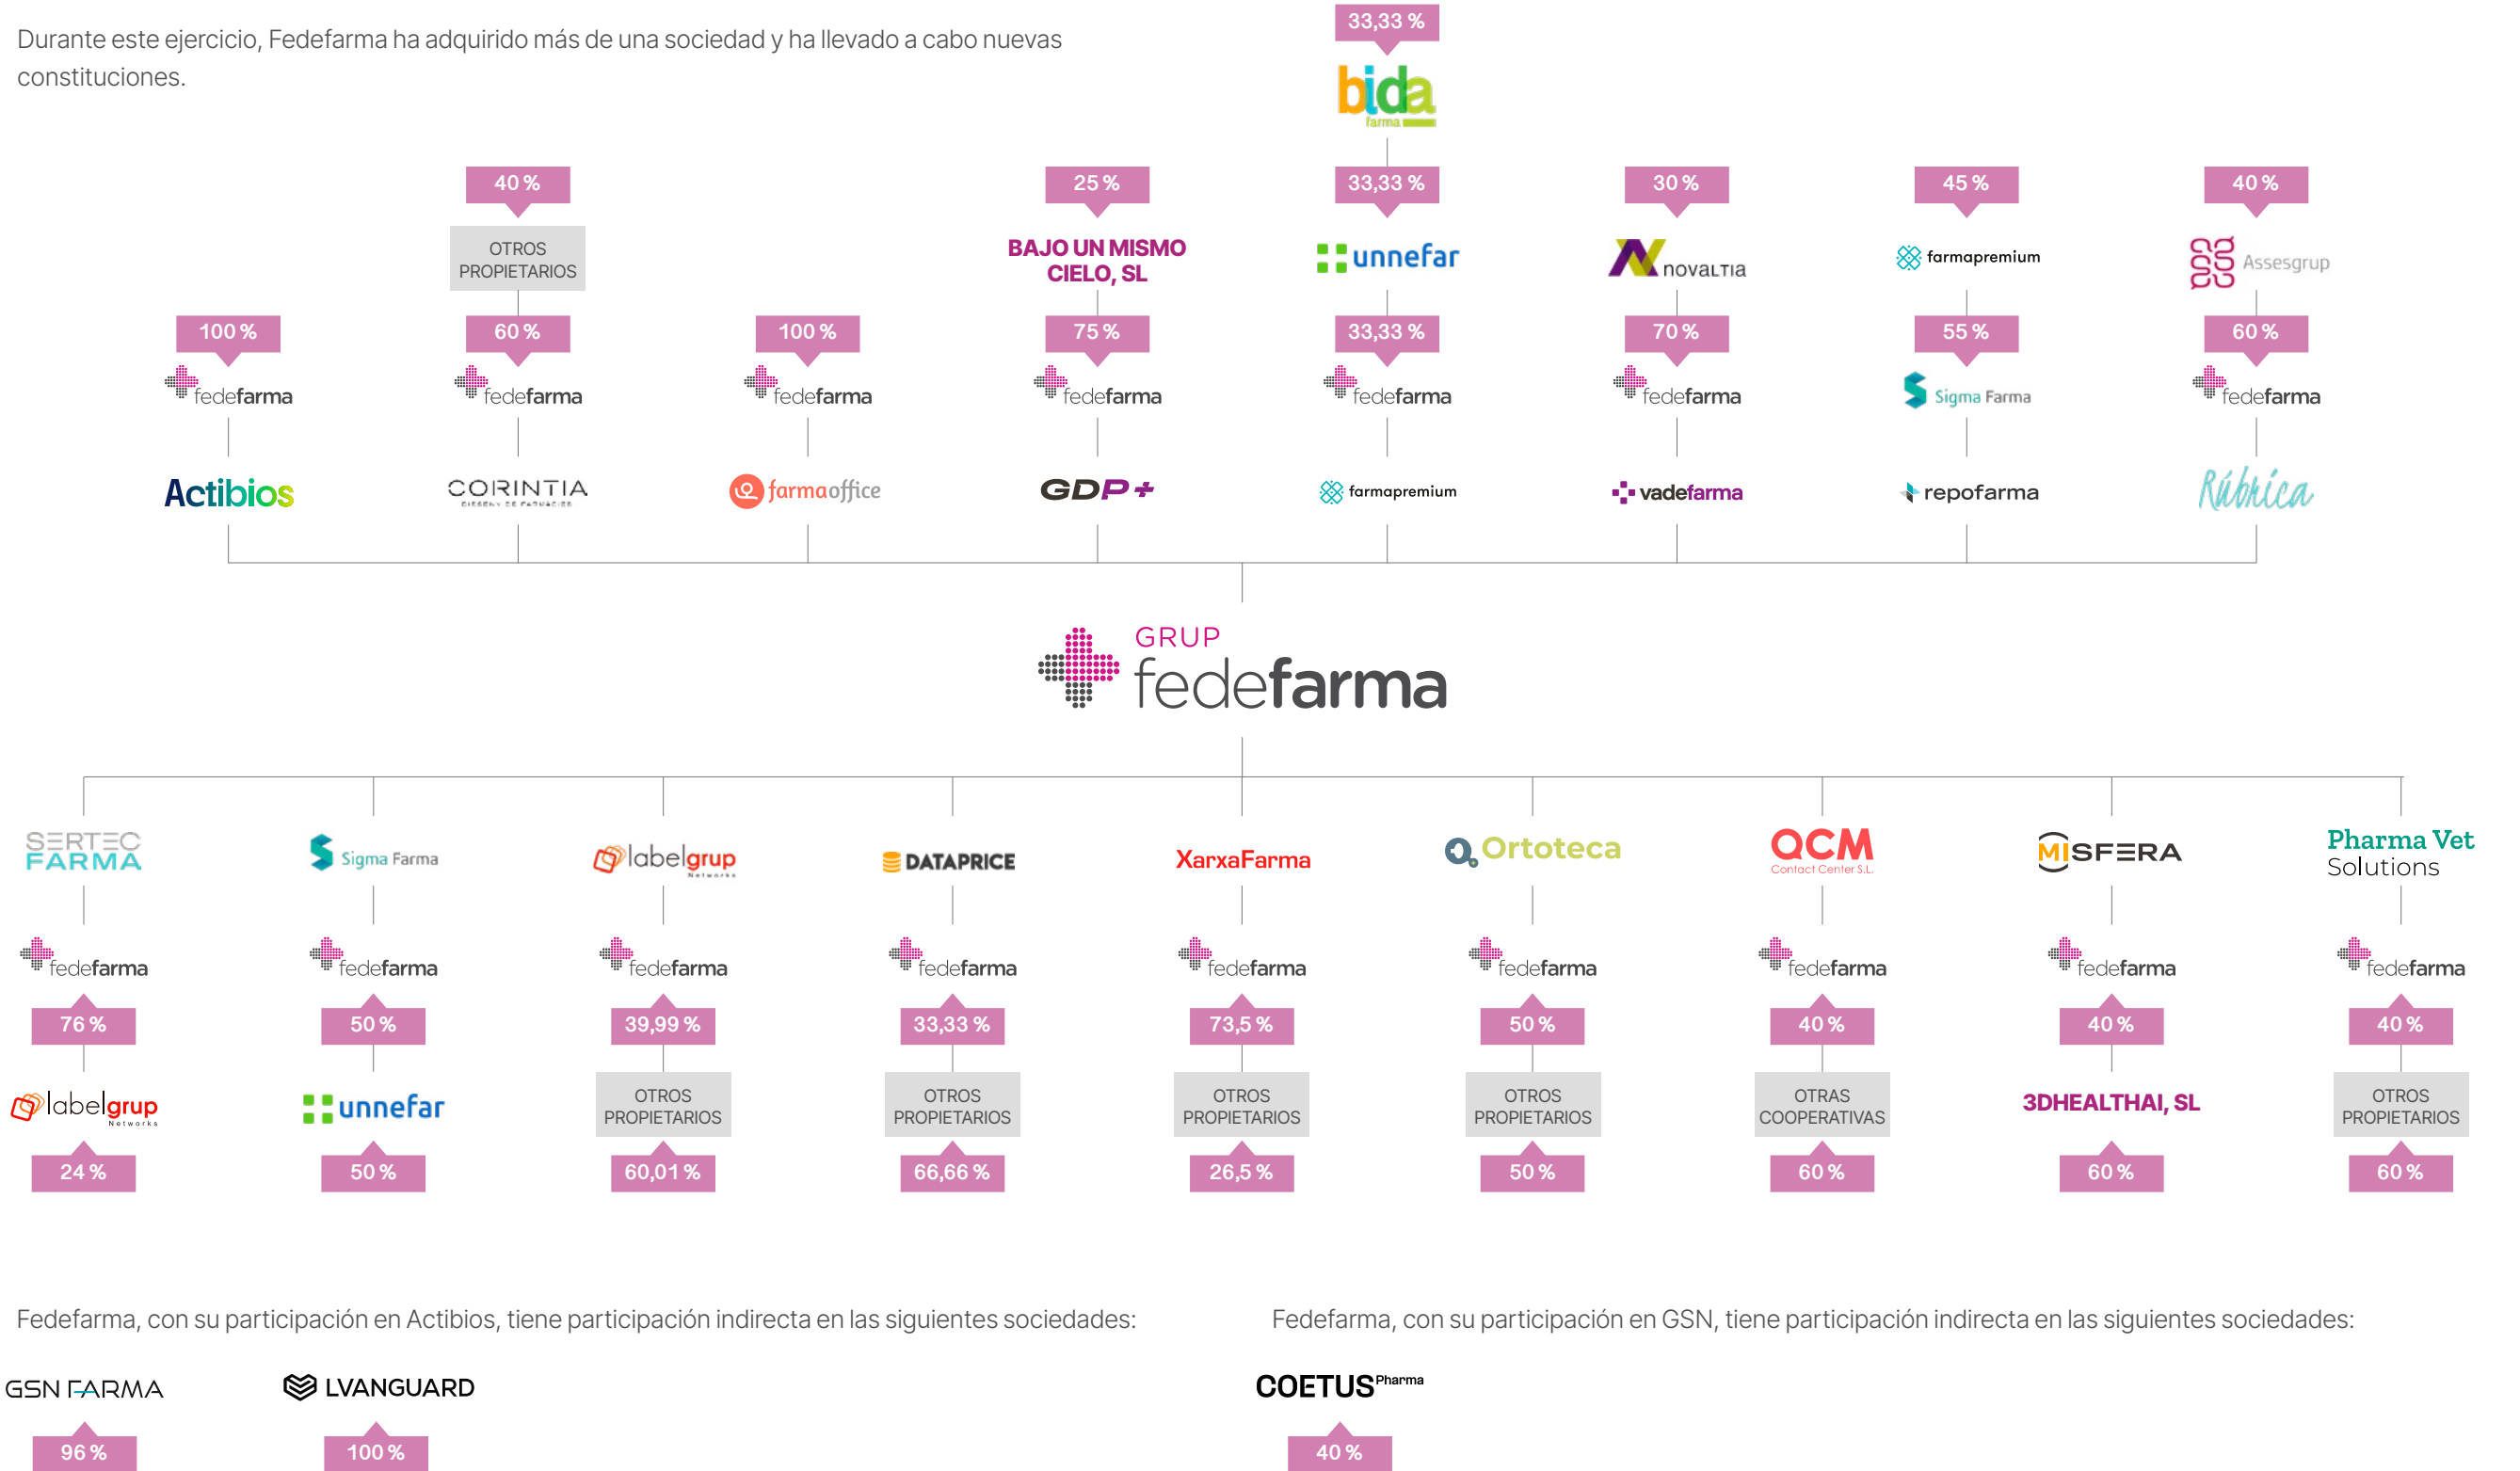 Durante este ejercicio, Fedefarma ha adquirido más de una sociedad y ha llevado a cabo nuevas
constituciones.
33,33 %
bida
farma
40 %
25 %
33,33 %
30 %
45 %
40 %
OTROS
PROPIETARIOS
BAJO UN MISMO
CIELO, SL
unnefar
NOVALTIA
farmapremium
Assesgrup
100 %
60 %
100 %
75 %
33,33 %
70 %
55 %
60 %
fedefarma
fedefarma
fedefarma
fedefarma
fedefarma
fedefarma
Sigma Farma
fedefarma
Actibios
CORINTIA
farmaoffice
GDP+
farmapremium
vadefarma
repofarma
Rúbrica
GRUP
fedefarma
SERTEC
FARMA
Sigma Farma
labelgrup
Networks
DATAPRICE
XarxaFarma
Ortoteca
QCM
Contact Center S.L.
MISFERA
Pharma Vet
Solutions
fedefarma
fedefarma
fedefarma
fedefarma
fedefarma
fedefarma
fedefarma
fedefarma
fedefarma
76 %
50 %
39,99 %
33,33 %
73,5 %
50 %
40 %
40 %
40 %
labelgrup
Networks
unnefar
OTROS
PROPIETARIOS
OTROS
PROPIETARIOS
OTROS
PROPIETARIOS
OTROS
PROPIETARIOS
OTRAS
COOPERATIVAS
3DHEALTHAI, SL
OTROS
PROPIETARIOS
24 %
50 %
60,01 %
66,66 %
26,5 %
50 %
60 %
60 %
60 %
Fedefarma, con su participación en Actibios, tiene participación indirecta en las siguientes sociedades:
Fedefarma, con su participación en GSN, tiene participación indirecta en las siguientes sociedades:
GSN FARMA
LVANGUARD
COETUS Pharma
96 %
100 %
40 %